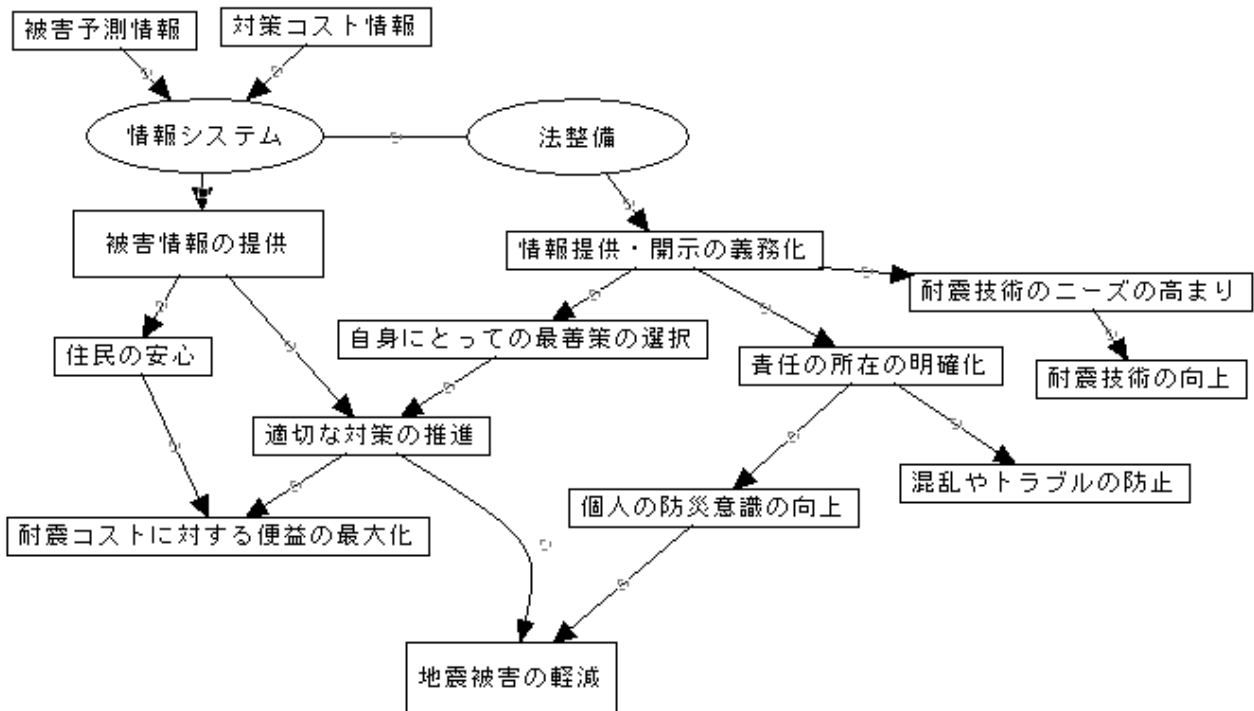 被害予測情報
対策コスト情報
情報システム
法整備
被害情報の提供
情報提供・開示の義務化
耐震技術のニーズの高まり
自身にとっての最善策の選択
住民の安心
責任の所在の明確化
耐震技術の向上
適切な対策の推進
混乱やトラブルの防止
個人の防災意識の向上
耐震コストに対する便益の最大化
地震被害の軽減